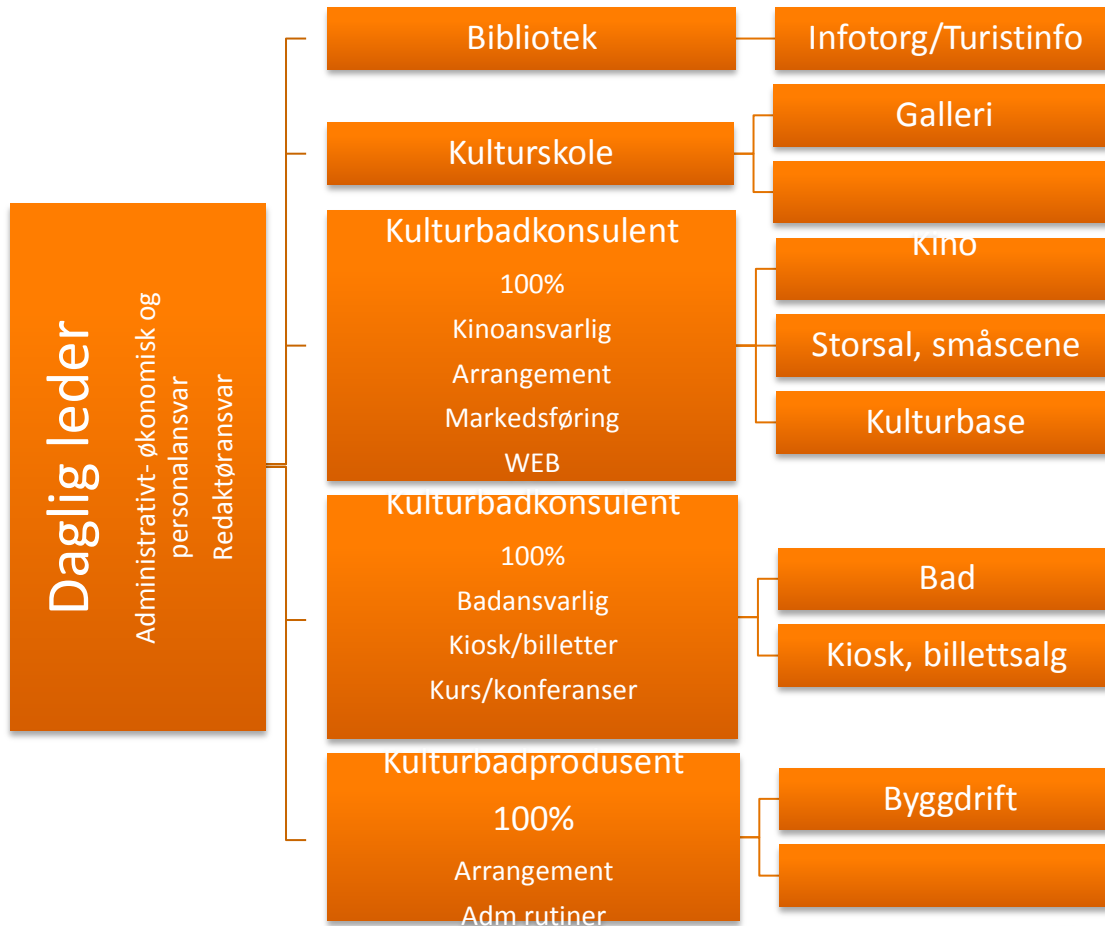 Daglig leder
Administrativt- økonomisk og
personalansvar
Redaktøransvar
Bibliotek
Infotorg/Turistinfo
Kulturskole
Galleri
Kulturbadkonsulent
100%
Kinoansvarlig
Arrangement
Markedsføring
WEB
Kino
Storsal, småscene
Kulturbase
Kulturbadkonsulent
100%
Badansvarlig
Kiosk/billetter
Kurs/konferanser
Bad
Kiosk, billettsalg
Kulturbadprodusent
100%
Arrangement
Adm rutiner
Byggdrift